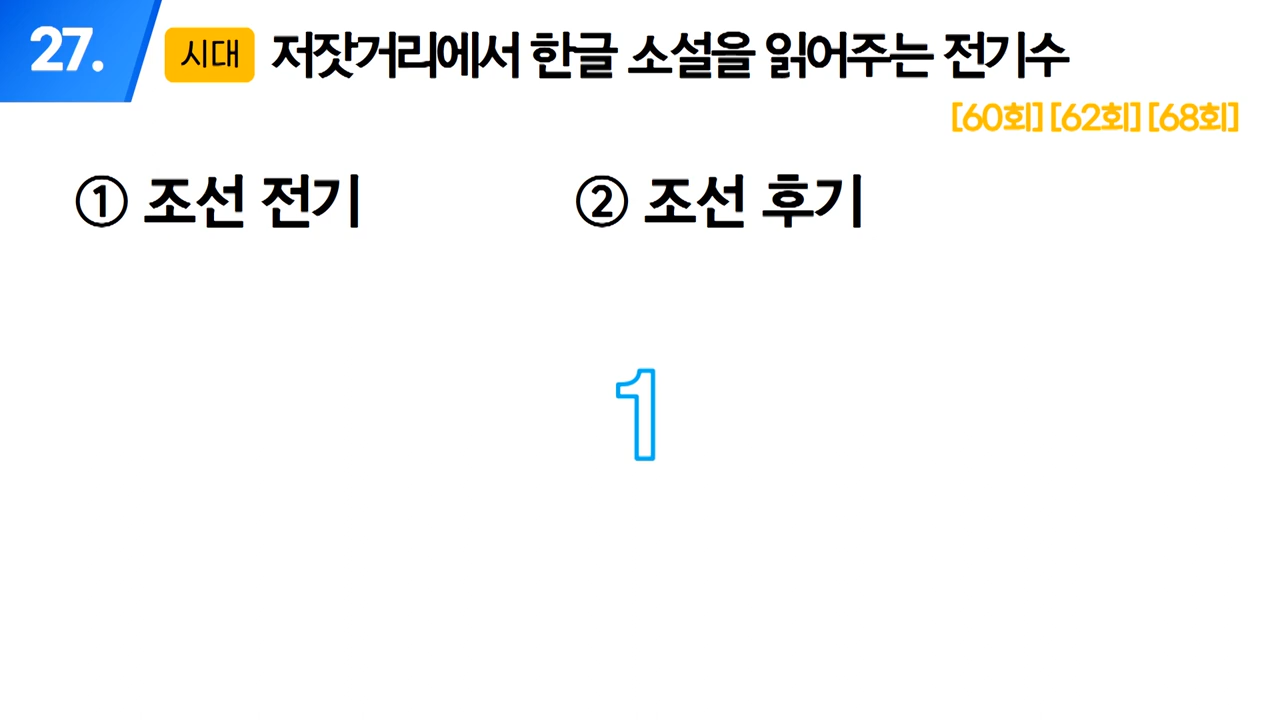 27. 시대 저잣거리에서 한글 소설을 읽어주는 전기수
[60회] [62회] [68회]
① 조선 전기 ② 조선 후기
1